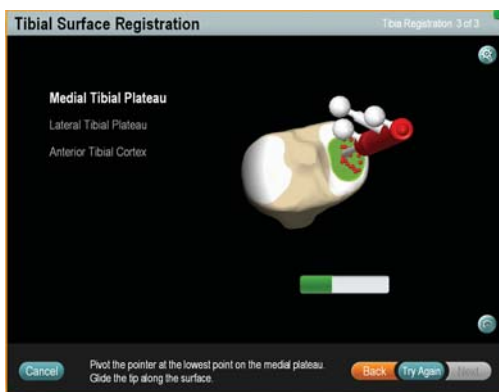 Tibial Surface Registration
Tibia Registration 3 of 3
Medial Tibial Plateau
Lateral Tibial Plateau
Anterior Tibial Cortex
Cancel
Pivot the pointer at the lowest point on the medial plateau.
Glide the tip along the surface.
Back
Try Again
Next